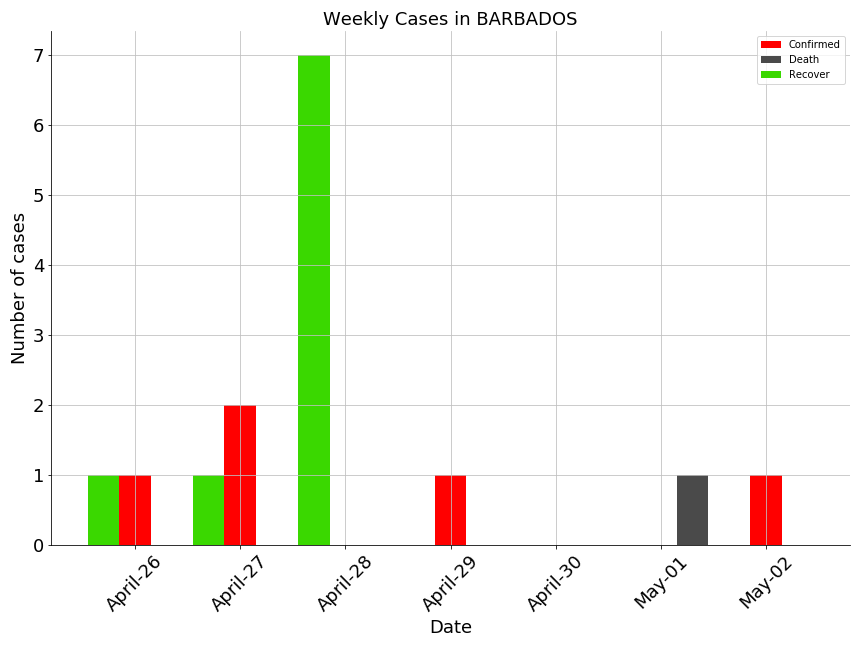 Weekly Cases in BARBADOS
Confirmed
Death
Recover
7
6
5
4
3
2
1
0
Number of cases
April-26
April-27
April-28
April-29
April-30
May-01
May-02
Date